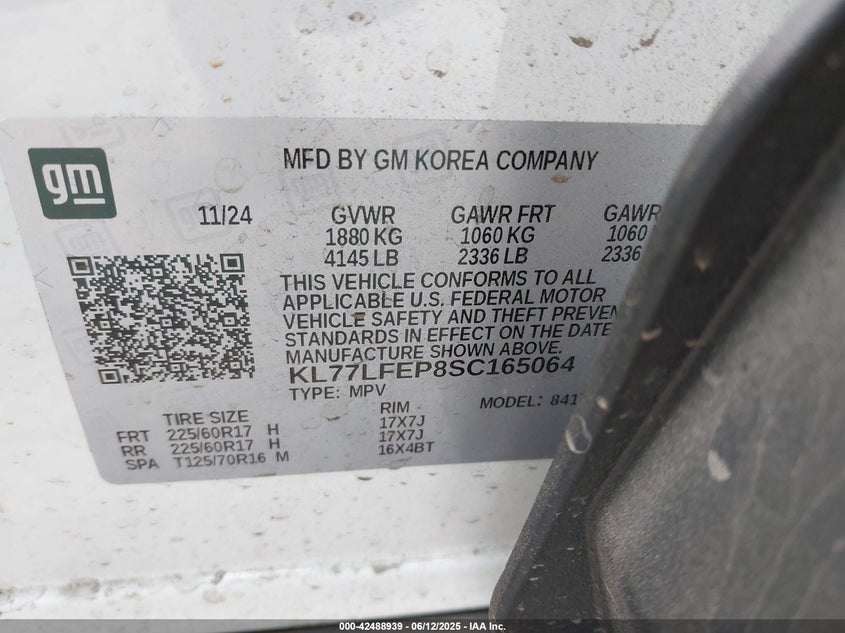 gm
MFD BY GM KOREA COMPANY
11/24 GVWR GAWR FRT GAWR
1880 KG 1060 KG 1060
4145 LB 2336 LB 2336
THIS VEHICLE CONFORMS TO ALL
APPLICABLE U.S. FEDERAL MOTOR
VEHICLE SAFETY AND THEFT PREVEN
STANDARDS IN EFFECT ON THE DATE
MANUFACTURE SHOWN ABOVE.
KL77LFEP8SC165064
TYPE: MPV MODEL: 841
TIRE SIZE RIM
FRT 225/60R17 H 17X7J
RR 225/60R17 H 17X7J
SPA T125/70R16 M 16X4BT
000-42488939 - 06/12/2025 - IAA Inc.